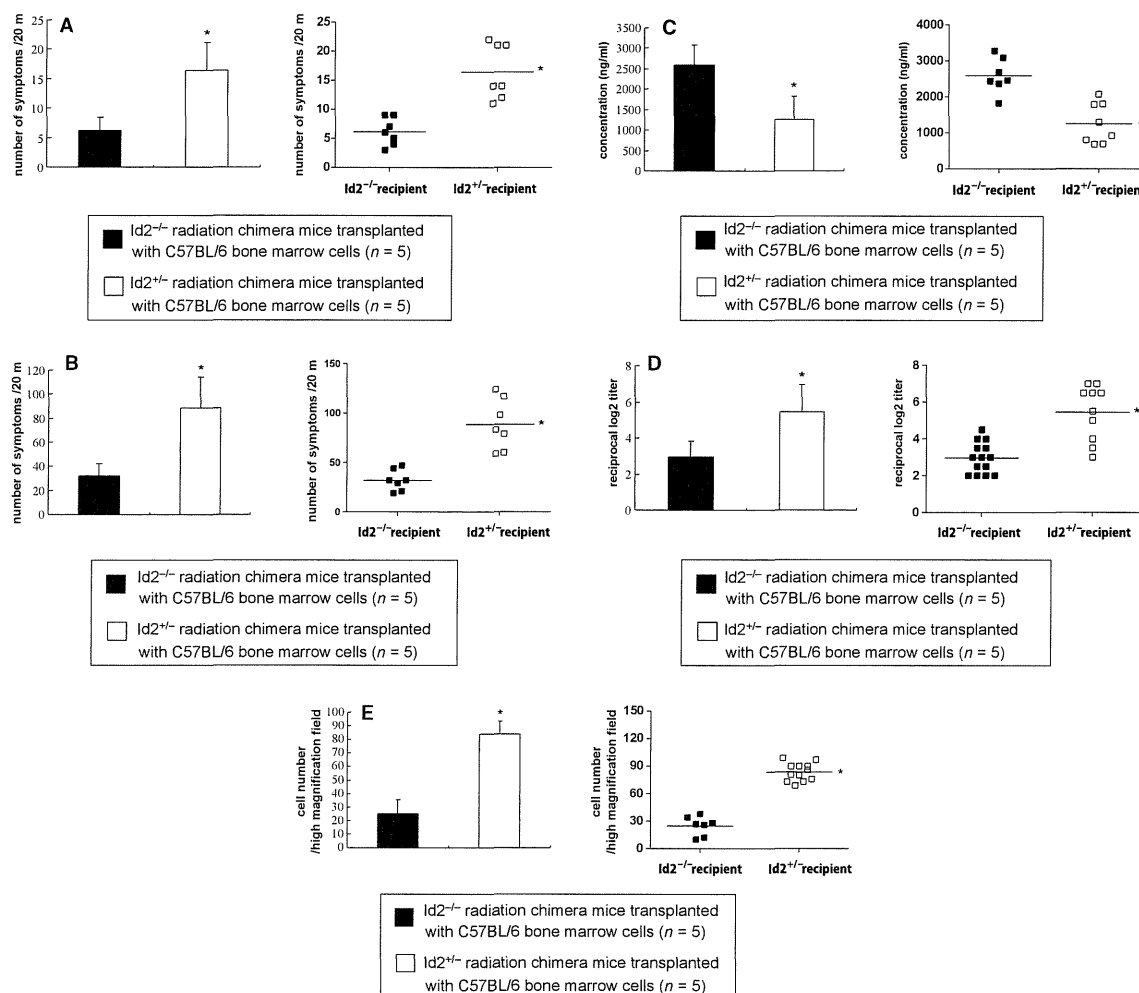 A
number of symptoms /20 m
25
20
15
10
5
0
*
number of symptoms /20 m
25
20
15
10
5
0
*
Id2−/−recipient
Id2+/−recipient
Id2−/− radiation chimera mice transplanted
with C57BL/6 bone marrow cells (n = 5)
Id2+/− radiation chimera mice transplanted
with C57BL/6 bone marrow cells (n = 5)
C
concentration (ng/ml)
3500
3000
2500
2000
1500
1000
500
0
*
concentration (ng/ml)
4000
3000
2000
1000
0
Id2−/−recipient
Id2+/−recipient
Id2−/− radiation chimera mice transplanted
with C57BL/6 bone marrow cells (n = 5)
Id2+/− radiation chimera mice transplanted
with C57BL/6 bone marrow cells (n = 5)
B
number of symptoms /20 m
120
100
80
60
40
20
0
*
number of symptoms /20 m
150
100
50
0
*
Id2−/−recipient
Id2+/−recipient
Id2−/− radiation chimera mice transplanted
with C57BL/6 bone marrow cells (n = 5)
Id2+/− radiation chimera mice transplanted
with C57BL/6 bone marrow cells (n = 5)
D
reciprocal log2 titer
8
6
4
2
0
*
reciprocal log2 titer
8
6
4
2
0
*
Id2−/−recipient
Id2+/−recipient
Id2−/− radiation chimera mice transplanted
with C57BL/6 bone marrow cells (n = 5)
Id2+/− radiation chimera mice transplanted
with C57BL/6 bone marrow cells (n = 5)
E
cell number
/high magnification field
100
90
80
70
60
50
40
30
20
10
0
*
cell number
/high magnification field
150
120
90
60
30
0
*
Id2−/−recipient
Id2+/−recipient
Id2−/− radiation chimera mice transplanted
with C57BL/6 bone marrow cells (n = 5)
Id2+/− radiation chimera mice transplanted
with C57BL/6 bone marrow cells (n = 5)